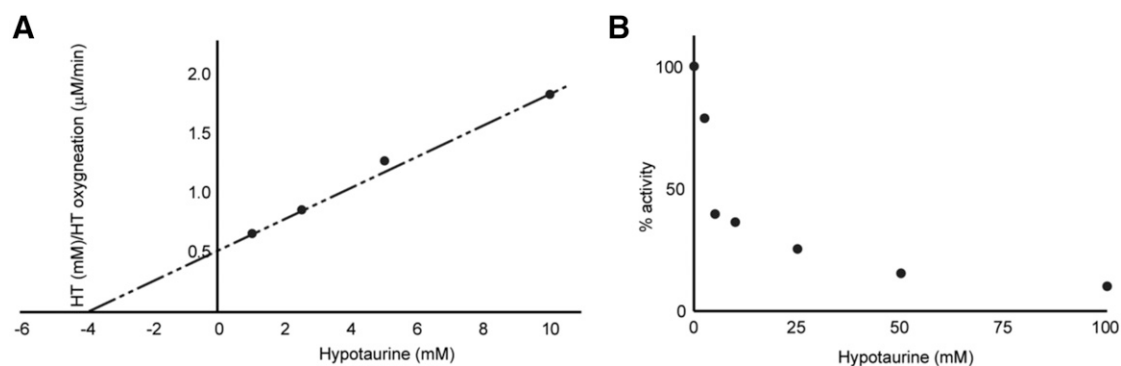 A
HT (mM)/HT oxygneation (μM/min)
2.0
1.5
1.0
0.5
-6 -4 -2 0 2 4 6 8 10
Hypotaurine (mM)
B
% activity
100
50
0
0 25 50 75 100
Hypotaurine (mM)